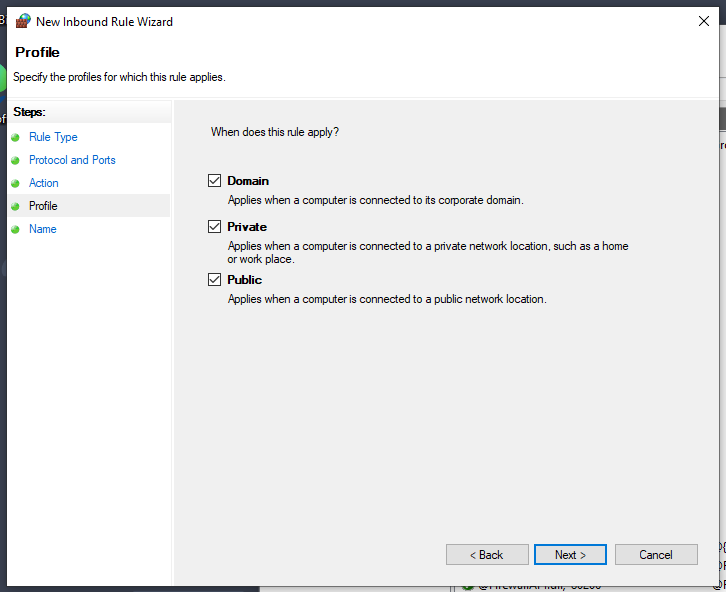 New Inbound Rule Wizard
Profile
Specify the profiles for which this rule applies.
Steps:
Rule Type
Protocol and Ports
Action
Profile
Name
When does this rule apply?
Domain
Applies when a computer is connected to its corporate domain.
Private
Applies when a computer is connected to a private network location, such as a home
or work place.
Public
Applies when a computer is connected to a public network location.
< Back
Next >
Cancel